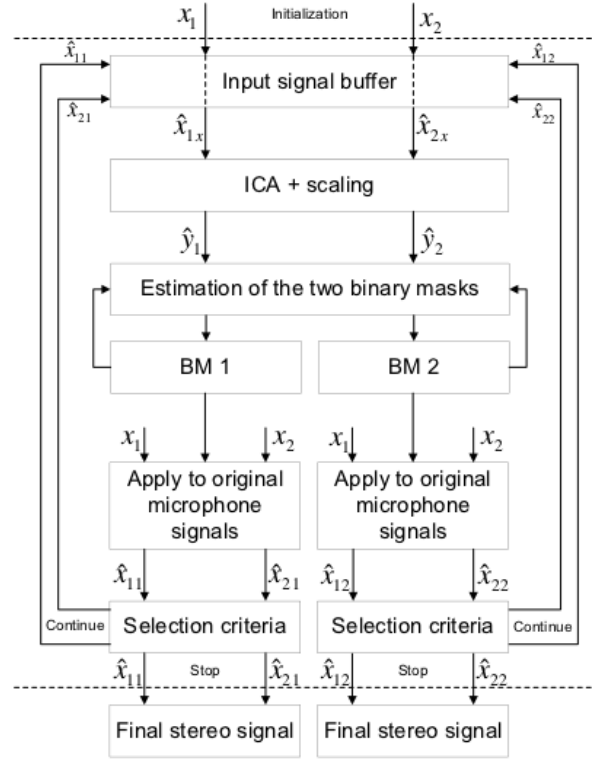 x₁ Initialization x₂
x̂₁₁ x̂₁₂
Input signal buffer
x̂₂₁ x̂₂₂
x̂₁ₓ x̂₂ₓ
ICA + scaling
ŷ₁ ŷ₂
Estimation of the two binary masks
BM 1 BM 2
x₁ x₂ x₁ x₂
Apply to original Apply to original
microphone microphone
signals signals
x̂₁₁ x̂₂₁ x̂₁₂ x̂₂₂
Continue Selection criteria Selection criteria Continue
x̂₁₁ Stop x̂₂₁ x̂₁₂ Stop x̂₂₂
Final stereo signal Final stereo signal